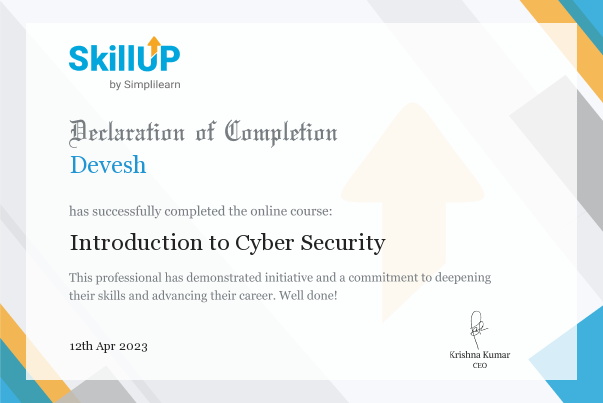 SkillUP
by Simplilearn
Declaration of Completion
Devesh
has successfully completed the online course:
Introduction to Cyber Security
This professional has demonstrated initiative and a commitment to deepening
their skills and advancing their career. Well done!
12th Apr 2023
Krishna Kumar
CEO